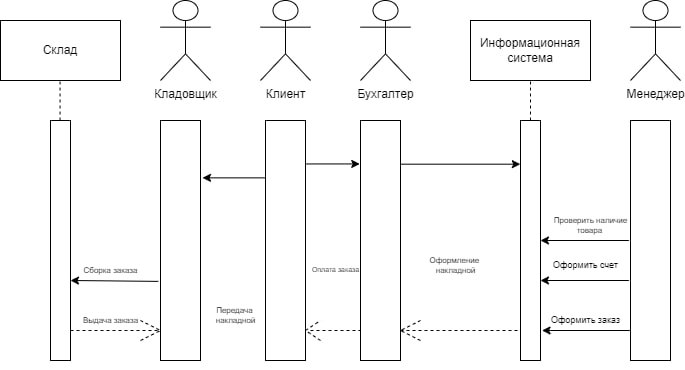 Склад
Информационная
система
Кладовщик
Клиент
Бухгалтер
Менеджер
Проверить наличие
товара
Сборка заказа
Оплата заказа
Оформление
накладной
Оформить счет
Выдача заказа
Передача
накладной
Оформить заказ